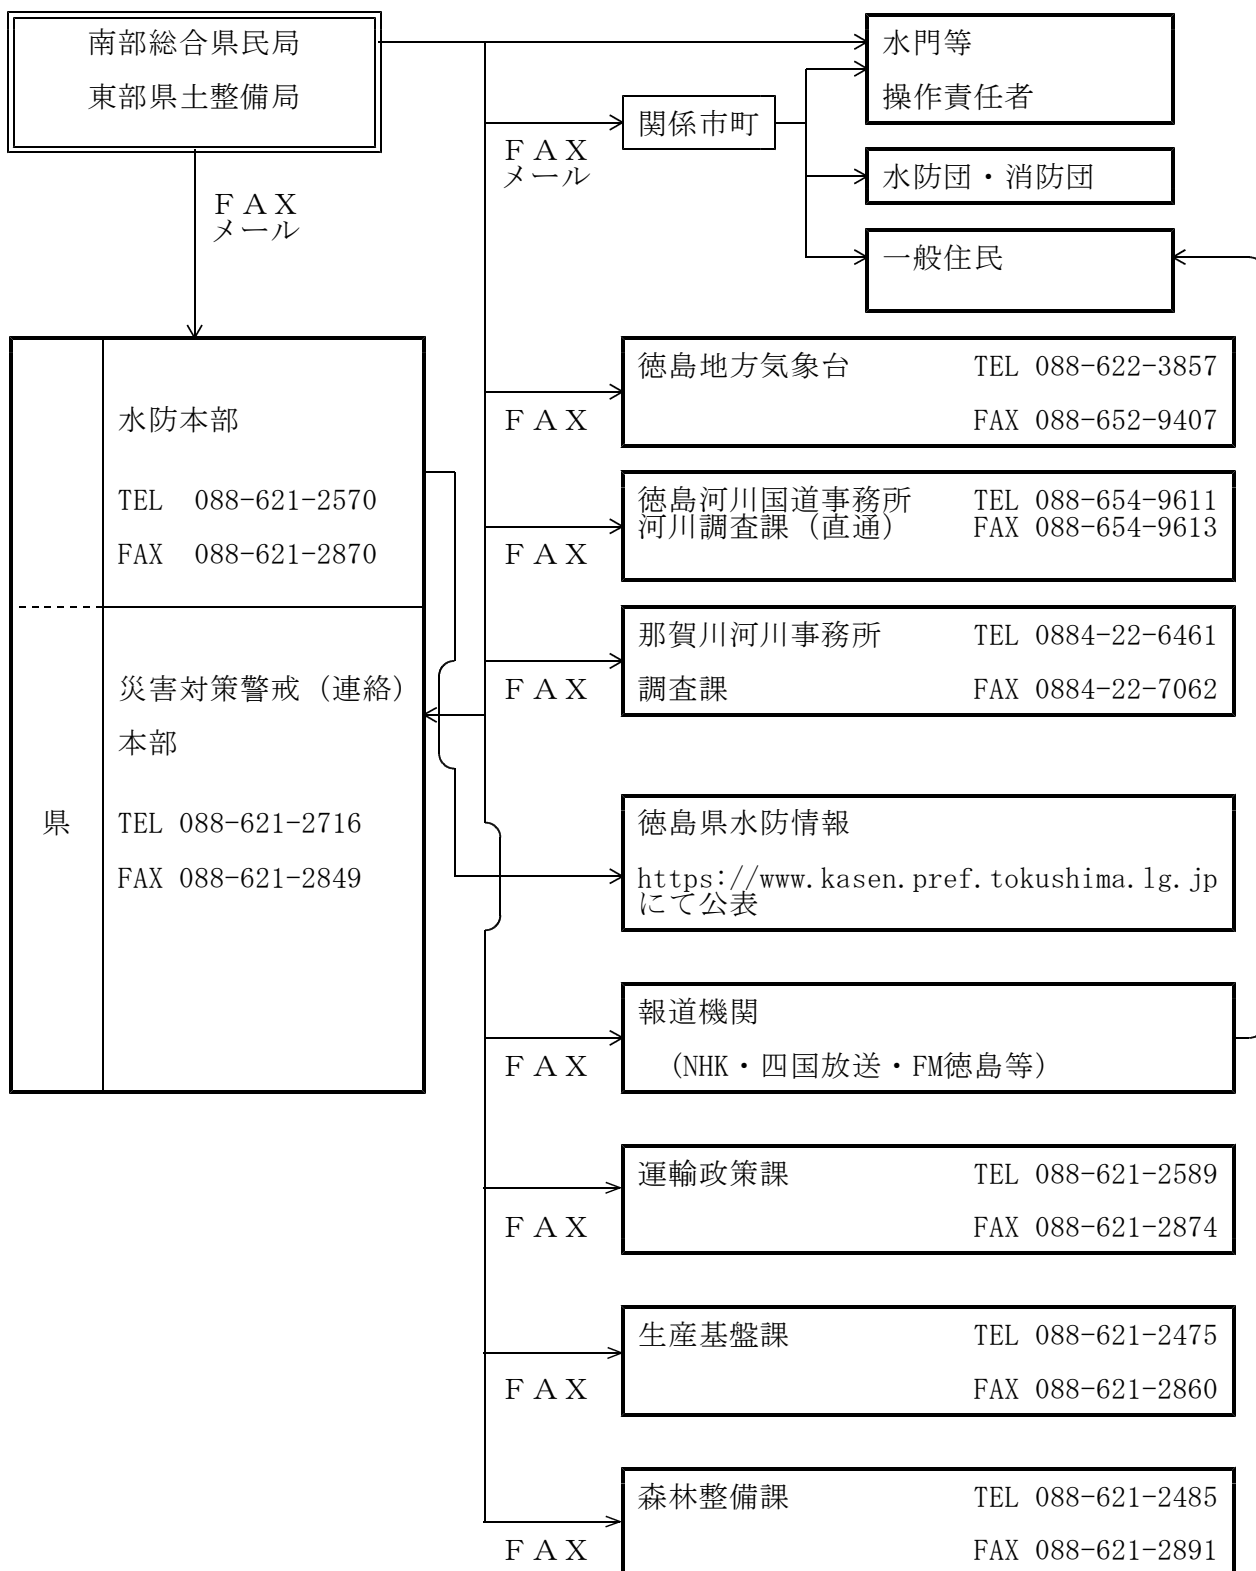 南部総合県民局
東部県土整備局
ＦＡＸ
メール
水門等
操作責任者
関係市町
ＦＡＸ
メール
水防団・消防団
一般住民
県
水防本部
TEL 088-621-2570
FAX 088-621-2870
災害対策警戒（連絡）
本部
TEL 088-621-2716
FAX 088-621-2849
徳島地方気象台 TEL 088-622-3857
FAX 088-652-9407
ＦＡＸ
徳島河川国道事務所 TEL 088-654-9611
河川調査課（直通） FAX 088-654-9613
ＦＡＸ
那賀川河川事務所 TEL 0884-22-6461
調査課 FAX 0884-22-7062
ＦＡＸ
徳島県水防情報
https://www.kasen.pref.tokushima.lg.jp
にて公表
報道機関
（NHK・四国放送・FM徳島等）
ＦＡＸ
運輸政策課 TEL 088-621-2589
FAX 088-621-2874
ＦＡＸ
生産基盤課 TEL 088-621-2475
FAX 088-621-2860
ＦＡＸ
森林整備課 TEL 088-621-2485
FAX 088-621-2891
ＦＡＸ